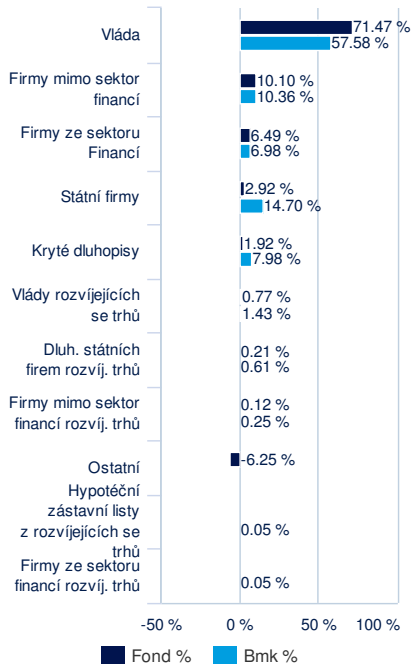 Vláda
71.47 %
57.58 %
Firmy mimo sektor
financí
10.10 %
10.36 %
Firmy ze sektoru
Financí
6.49 %
6.98 %
Státní firmy
2.92 %
14.70 %
Kryté dluhopisy
1.92 %
7.98 %
Vlády rozvíjejících
se trhů
0.77 %
1.43 %
Dluh. státních
firem rozvíj. trhů
0.21 %
0.61 %
Firmy mimo sektor
financí rozvíj. trhů
0.12 %
0.25 %
Ostatní
-6.25 %
Hypotéční
zástavní listy
z rozvíjejících se
trhů
0.05 %
Firmy ze sektoru
financí rozvíj. trhů
0.05 %
-50 % 0 % 50 % 100 %
Fond % Bmk %